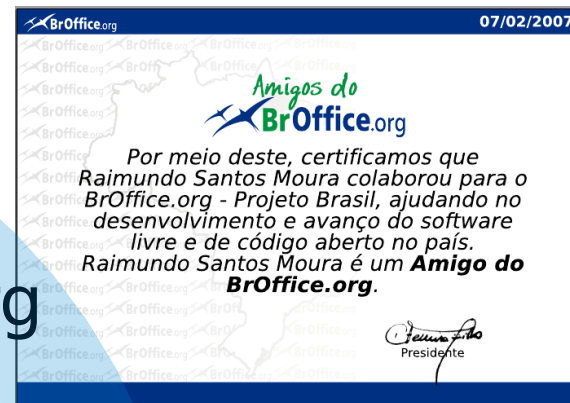 BrOffice.org
07/02/2007
Amigos do
BrOffice.org
Por meio deste, certificamos que
Raimundo Santos Moura colaborou para o
BrOffice.org - Projeto Brasil, ajudando no
desenvolvimento e avanço do software
livre e de código aberto no país.
Raimundo Santos Moura é um Amigo do
BrOffice.org.
rg
Presidente